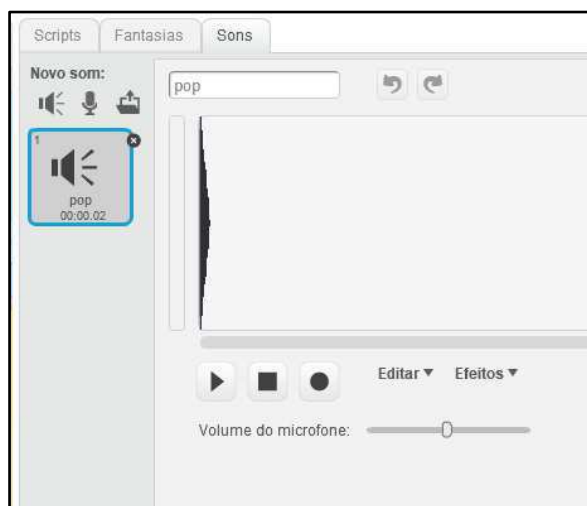 Scripts Fantasias Sons
Novo som:
pop
1
pop
00:00.02
Editar Efeitos
Volume do microfone: